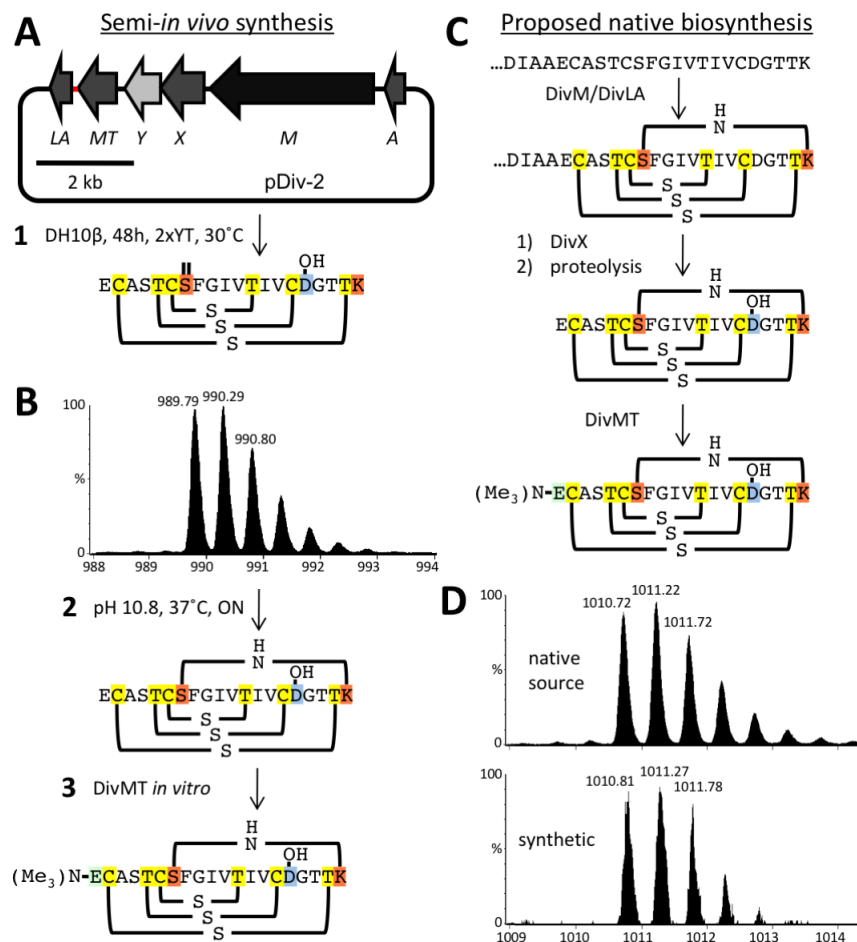 A
Semi-in vivo synthesis
LA MT Y X M A
2 kb
pDiv-2
1 DH10β, 48h, 2xYT, 30˚C
OH
ECASTCSFGIVTIVCDGTTK
S
S
S
B
100
989.79 990.29
990.80
%
0
988 989 990 991 992 993 994
2 pH 10.8, 37˚C, ON
H
N
OH
ECASTCSFGIVTIVCDGTTK
S
S
S
3 DivMT in vitro
H
N
OH
(Me3)N-ECASTCSFGIVTIVCDGTTK
S
S
S
C
Proposed native biosynthesis
...DIAAECASTCSFGIVTIVCDGTTK
DivM/DivLA
H
N
...DIAAECASTCSFGIVTIVCDGTTK
S
S
S
1) DivX
2) proteolysis
H
N
OH
ECASTCSFGIVTIVCDGTTK
S
S
S
DivMT
H
N
OH
(Me3)N-ECASTCSFGIVTIVCDGTTK
S
S
S
D
100
1010.72 1011.22
1011.72
native
source
%
0
100
1010.81 1011.27
1011.78
synthetic
%
0
1009 1010 1011 1012 1013 1014